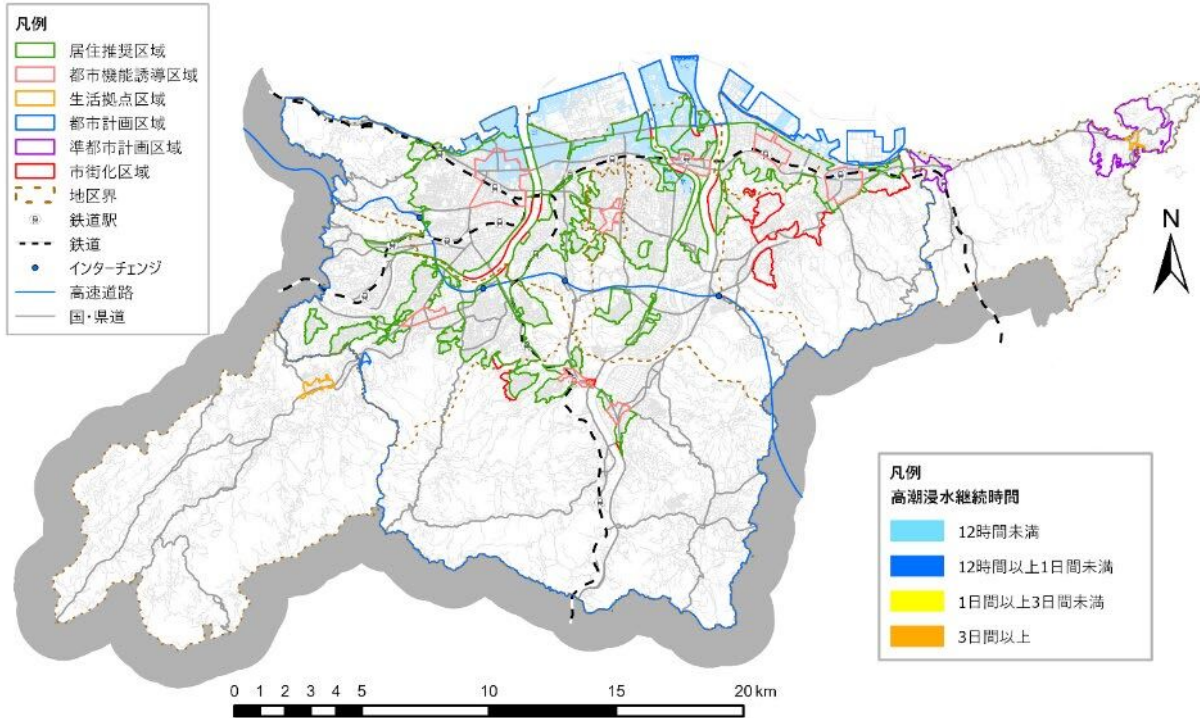 凡例
居住推奨区域
都市機能誘導区域
生活拠点区域
都市計画区域
準都市計画区域
市街化区域
地区界
鉄道駅
鉄道
インターチェンジ
高速道路
国・県道
N
凡例
高潮浸水継続時間
12時間未満
12時間以上1日間未満
1日間以上3日間未満
3日間以上
0 1 2 3 4 5 10 15 20 km